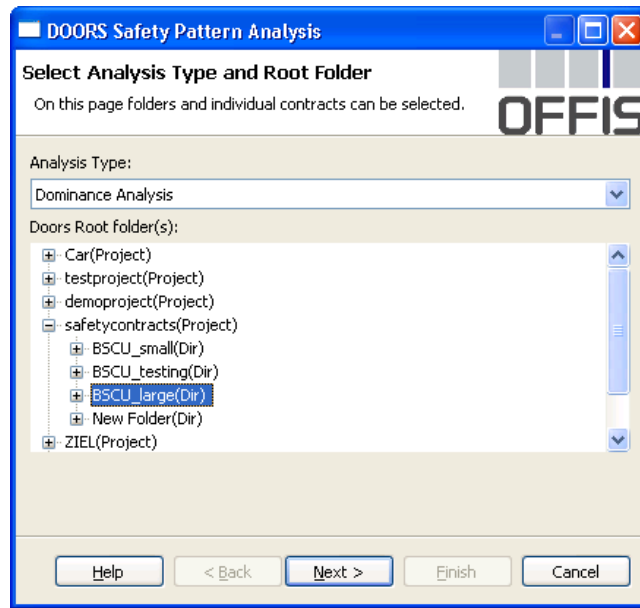 DOORS Safety Pattern Analysis
Select Analysis Type and Root Folder
On this page folders and individual contracts can be selected.
OFFIS
Analysis Type:
Dominance Analysis
Doors Root folder(s):
Car(Project)
testproject(Project)
demoproject(Project)
safetycontracts(Project)
BSCU_small(Dir)
BSCU_testing(Dir)
BSCU_large(Dir)
New Folder(Dir)
ZIEL(Project)
Help < Back Next > Finish Cancel